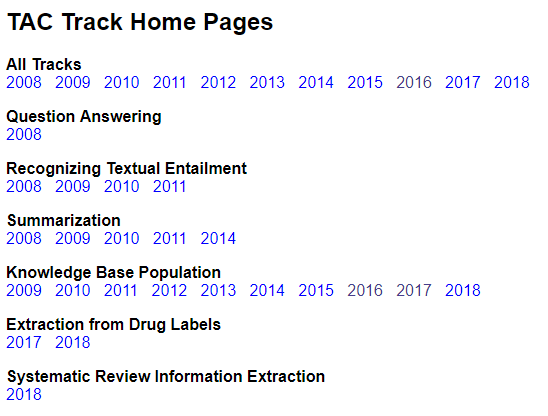 TAC Track Home Pages
All Tracks
2008 2009 2010 2011 2012 2013 2014 2015 2016 2017 2018
Question Answering
2008
Recognizing Textual Entailment
2008 2009 2010 2011
Summarization
2008 2009 2010 2011 2014
Knowledge Base Population
2009 2010 2011 2012 2013 2014 2015 2016 2017 2018
Extraction from Drug Labels
2017 2018
Systematic Review Information Extraction
2018